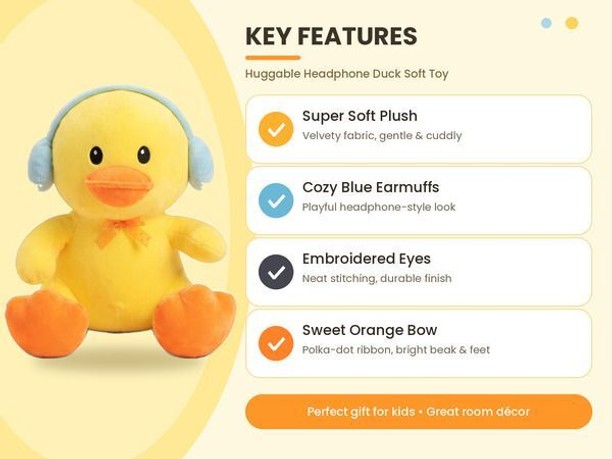 KEY FEATURES
Huggable Headphone Duck Soft Toy
Super Soft Plush
Velvety fabric, gentle & cuddly
Cozy Blue Earmuffs
Playful headphone-style look
Embroidered Eyes
Neat stitching, durable finish
Sweet Orange Bow
Polka-dot ribbon, bright beak & feet
Perfect gift for kids • Great room décor